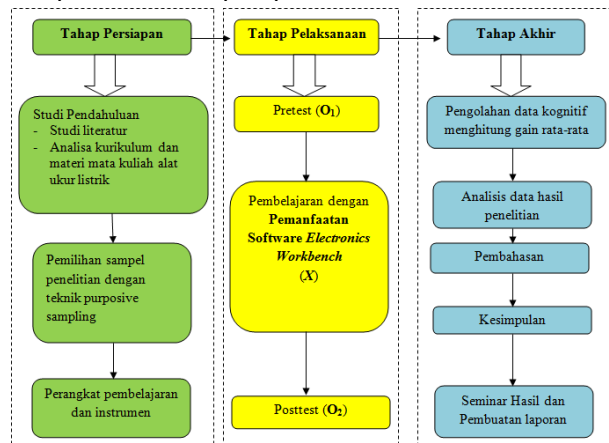 Tahap Persiapan
Studi Pendahuluan
- Studi literatur
- Analisa kurikulum dan
materi mata kuliah alat
ukur listrik
Pemilihan sampel
penelitian dengan
teknik purposive
sampling
Perangkat pembelajaran
dan instrumen
Tahap Pelaksanaan
Pretest (O₁)
Pembelajaran dengan
Pemanfaatan
Software Electronics
Workbench
(X)
Posttest (O₂)
Tahap Akhir
Pengolahan data kognitif
menghitung gain rata-rata
Analisis data hasil
penelitian
Pembahasan
Kesimpulan
Seminar Hasil dan
Pembuatan laporan